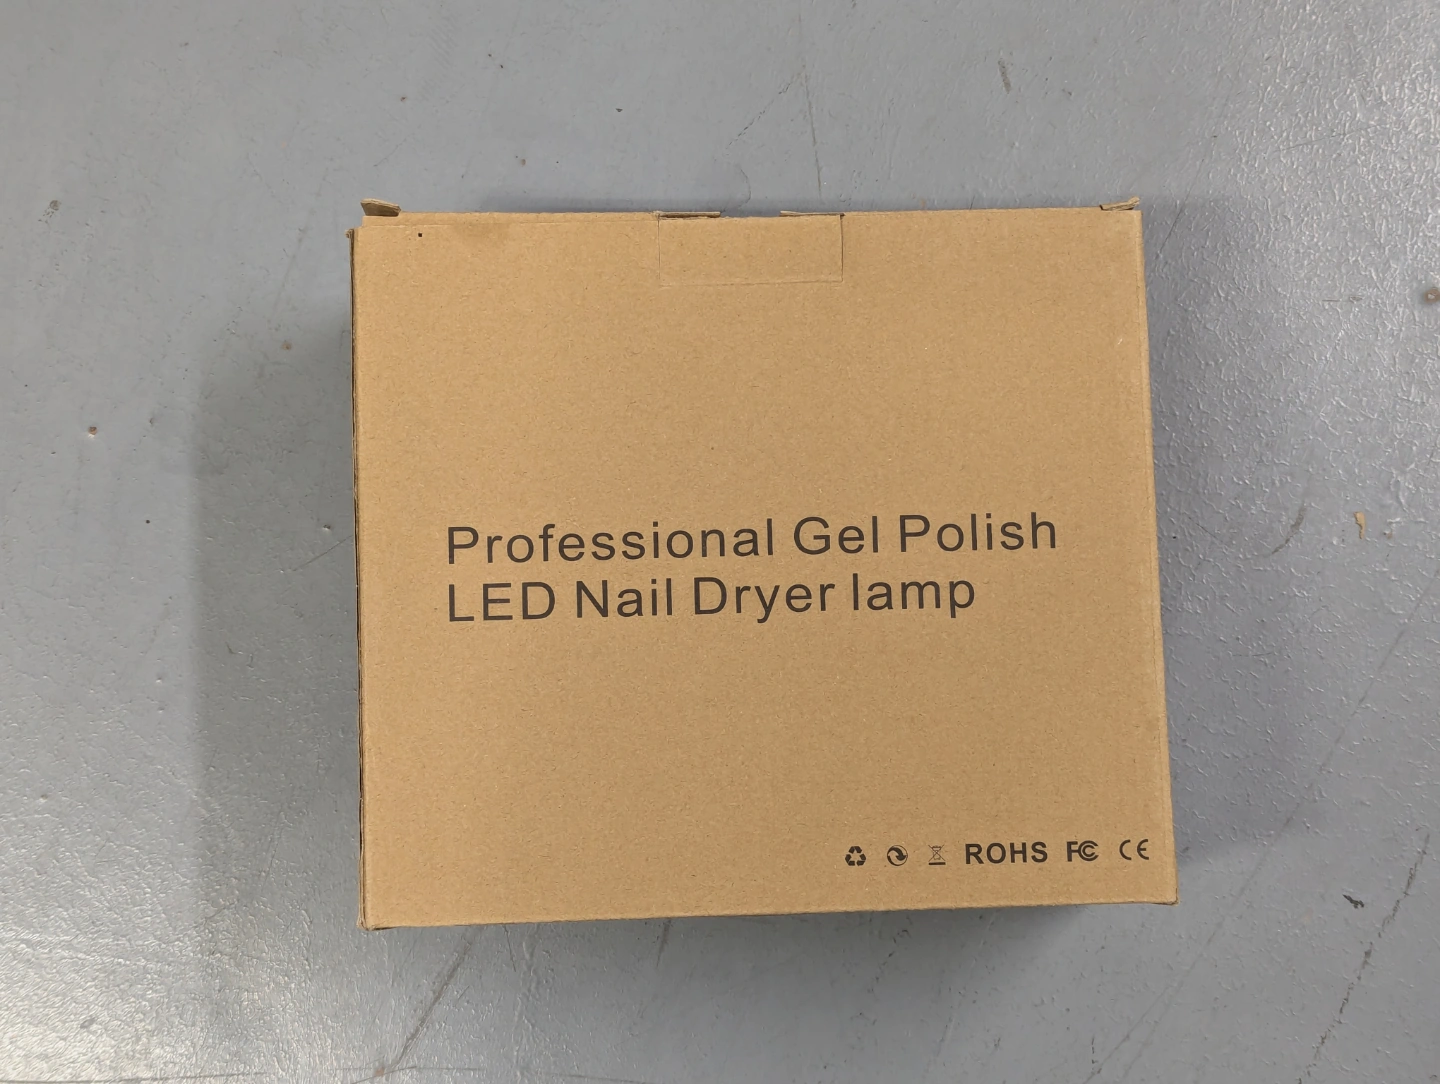 Professional Gel Polish
LED Nail Dryer lamp
ROHS FC CE